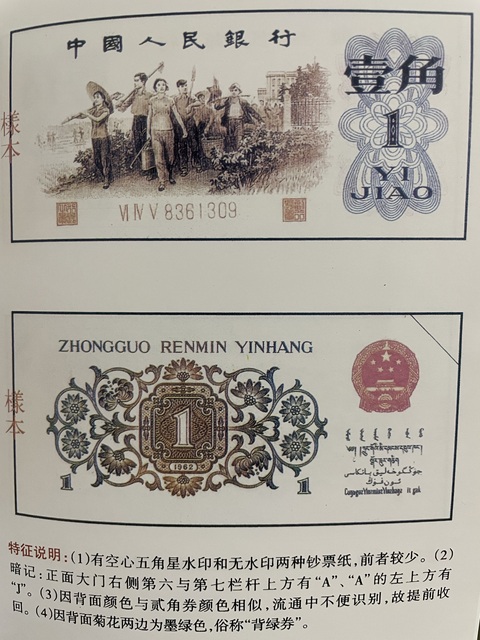 中國人民銀行
樣本
壹角
1
YI
JIAO
Ⅵ Ⅳ Ⅴ 8361309
樣本
ZHONGGUO RENMIN YINHANG
1
1962
1
1
特征说明：(1)有空心五角星水印和无水印两种钞票纸，前者较少。(2)
暗记：正面大门右侧第六与第七栏杆上方有“A”、“A”的左上方有
“J”。(3)因背面颜色与贰角券颜色相似，流通中不便识别，故提前收
回。(4)因背面菊花两边为墨绿色，俗称“背绿券”。